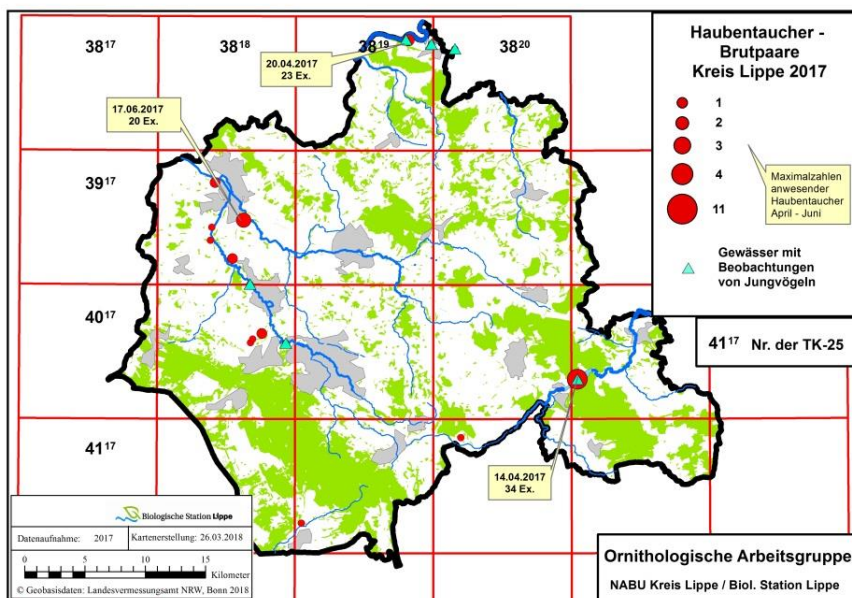 38¹⁷
38¹⁸
38¹⁹
38²⁰
20.04.2017
23 Ex.
17.06.2017
20 Ex.
39¹⁷
40¹⁷
41¹⁷
14.04.2017
34 Ex.
Haubentaucher -
Brutpaare
Kreis Lippe 2017
1
2
3
4
11
Maximalzahlen
anwesender
Haubentaucher
April - Juni
Gewässer mit
Beobachtungen
von Jungvögeln
41¹⁷ Nr. der TK-25
Biologische Station Lippe
Datenaufnahme: 2017
Kartenerstellung: 26.03.2018
0 5 10 15
Kilometer
© Geobasisdaten: Landesvermessungsamt NRW, Bonn 2018
Ornithologische Arbeitsgruppe
NABU Kreis Lippe / Biol. Station Lippe